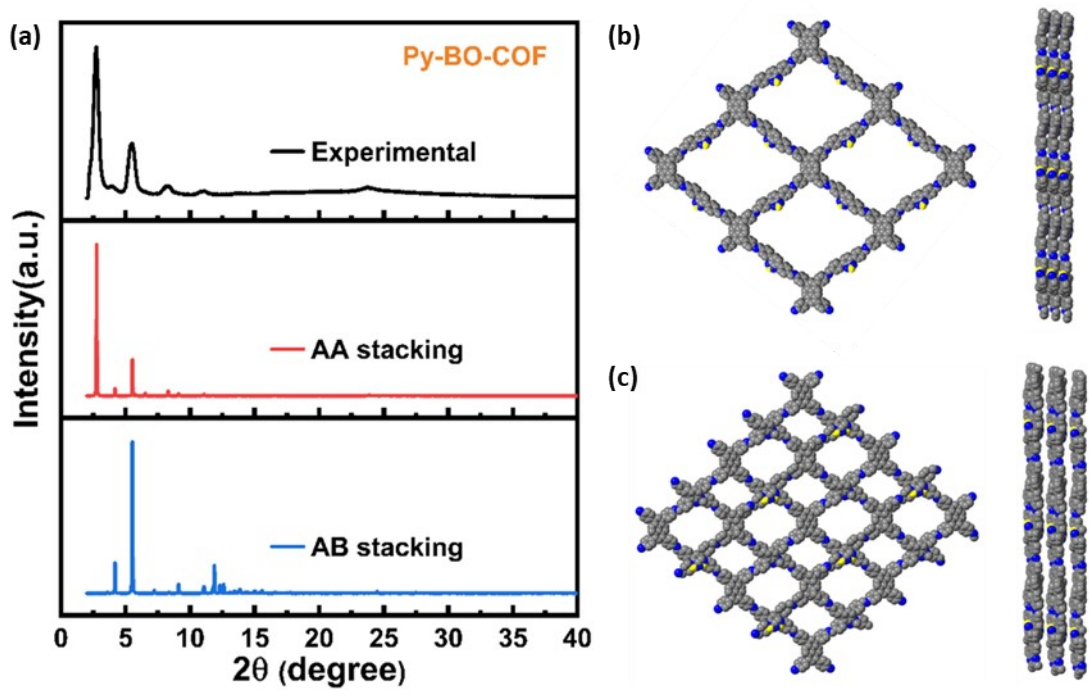 (a)
Py-BO-COF
Experimental
AA stacking
AB stacking
Intensity(a.u.)
0 5 10 15 20 25 30 35 40
2θ (degree)
(b)
(c)